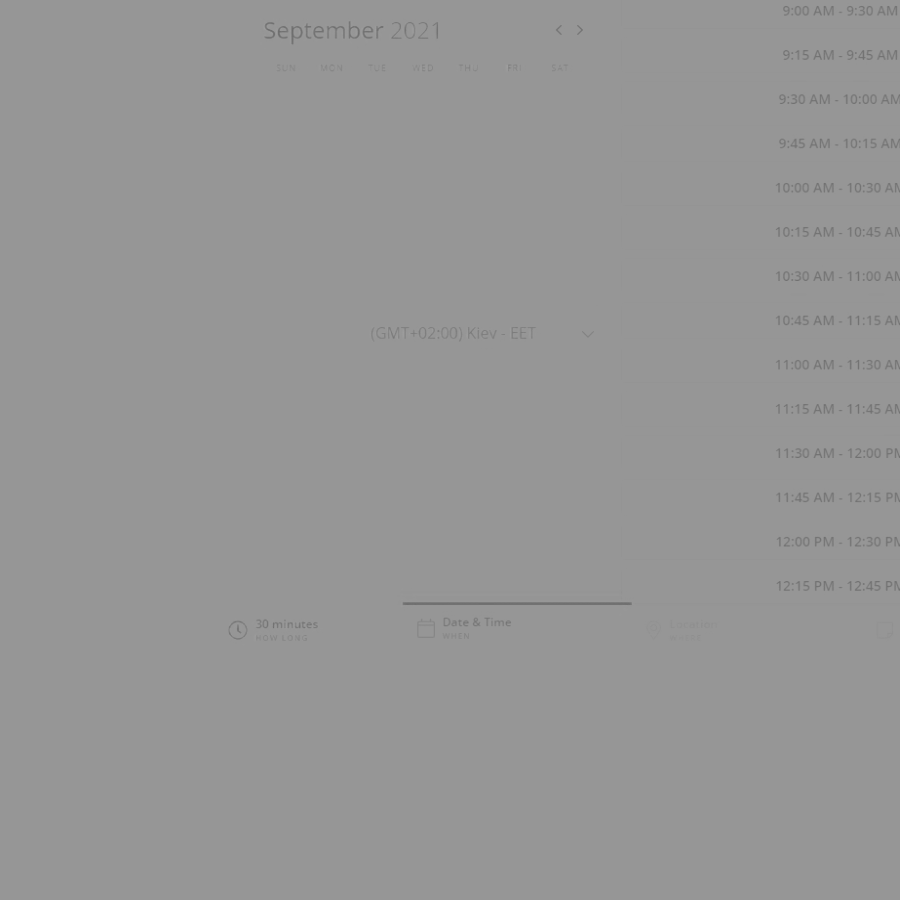 September 2021
SUN MON TUE WED THU FRI SAT
(GMT+02:00) Kiev - EET
9:00 AM - 9:30 AM
9:15 AM - 9:45 AM
9:30 AM - 10:00 AM
9:45 AM - 10:15 AM
10:00 AM - 10:30 AM
10:15 AM - 10:45 AM
10:30 AM - 11:00 AM
10:45 AM - 11:15 AM
11:00 AM - 11:30 AM
11:15 AM - 11:45 AM
11:30 AM - 12:00 PM
11:45 AM - 12:15 PM
12:00 PM - 12:30 PM
12:15 PM - 12:45 PM
30 minutes
HOW LONG
Date & Time
WHEN